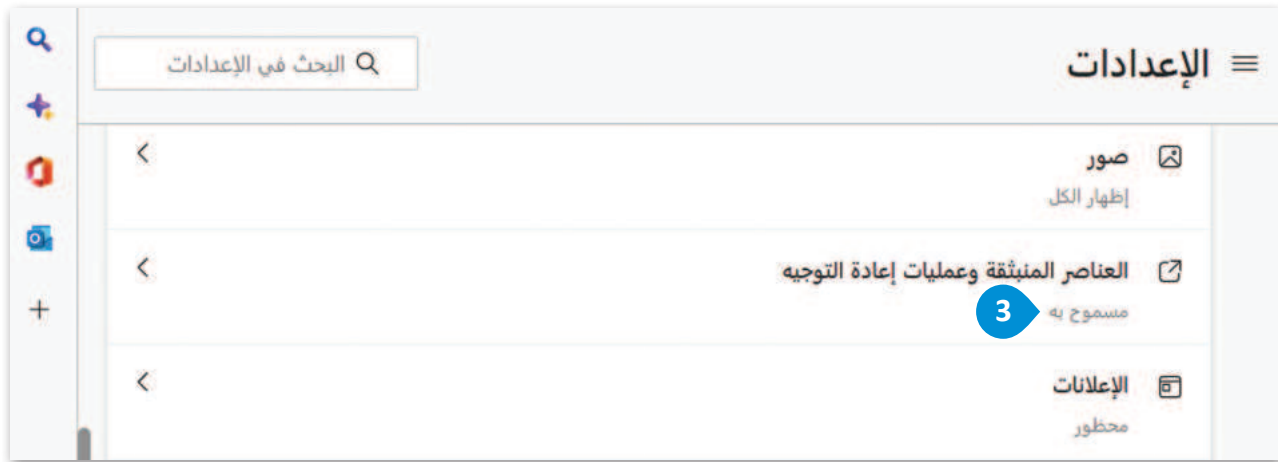 الإعدادات
البحث في الإعدادات
صور
إظهار الكل
العناصر المنبثقة وعمليات إعادة التوجيه
مسموح به
3
الإعلانات
محظور